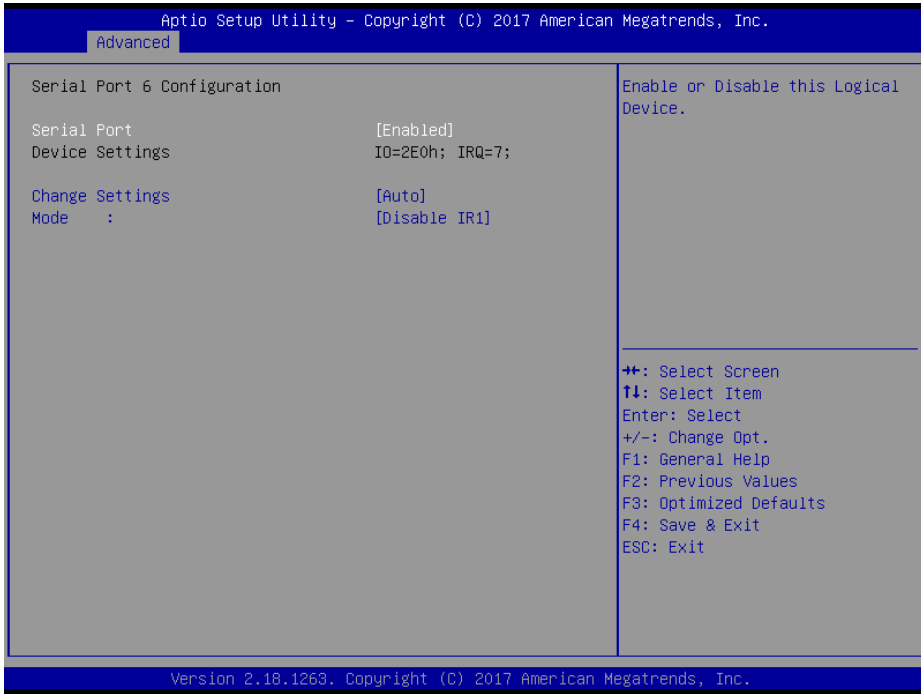 Aptio Setup Utility – Copyright (C) 2017 American Megatrends, Inc.
Advanced
Serial Port 6 Configuration
Serial Port [Enabled]
Device Settings IO=2E0h; IRQ=7;
Change Settings [Auto]
Mode : [Disable IR1]
Enable or Disable this Logical
Device.
→←: Select Screen
↑↓: Select Item
Enter: Select
+/-: Change Opt.
F1: General Help
F2: Previous Values
F3: Optimized Defaults
F4: Save & Exit
ESC: Exit
Version 2.18.1263. Copyright (C) 2017 American Megatrends, Inc.